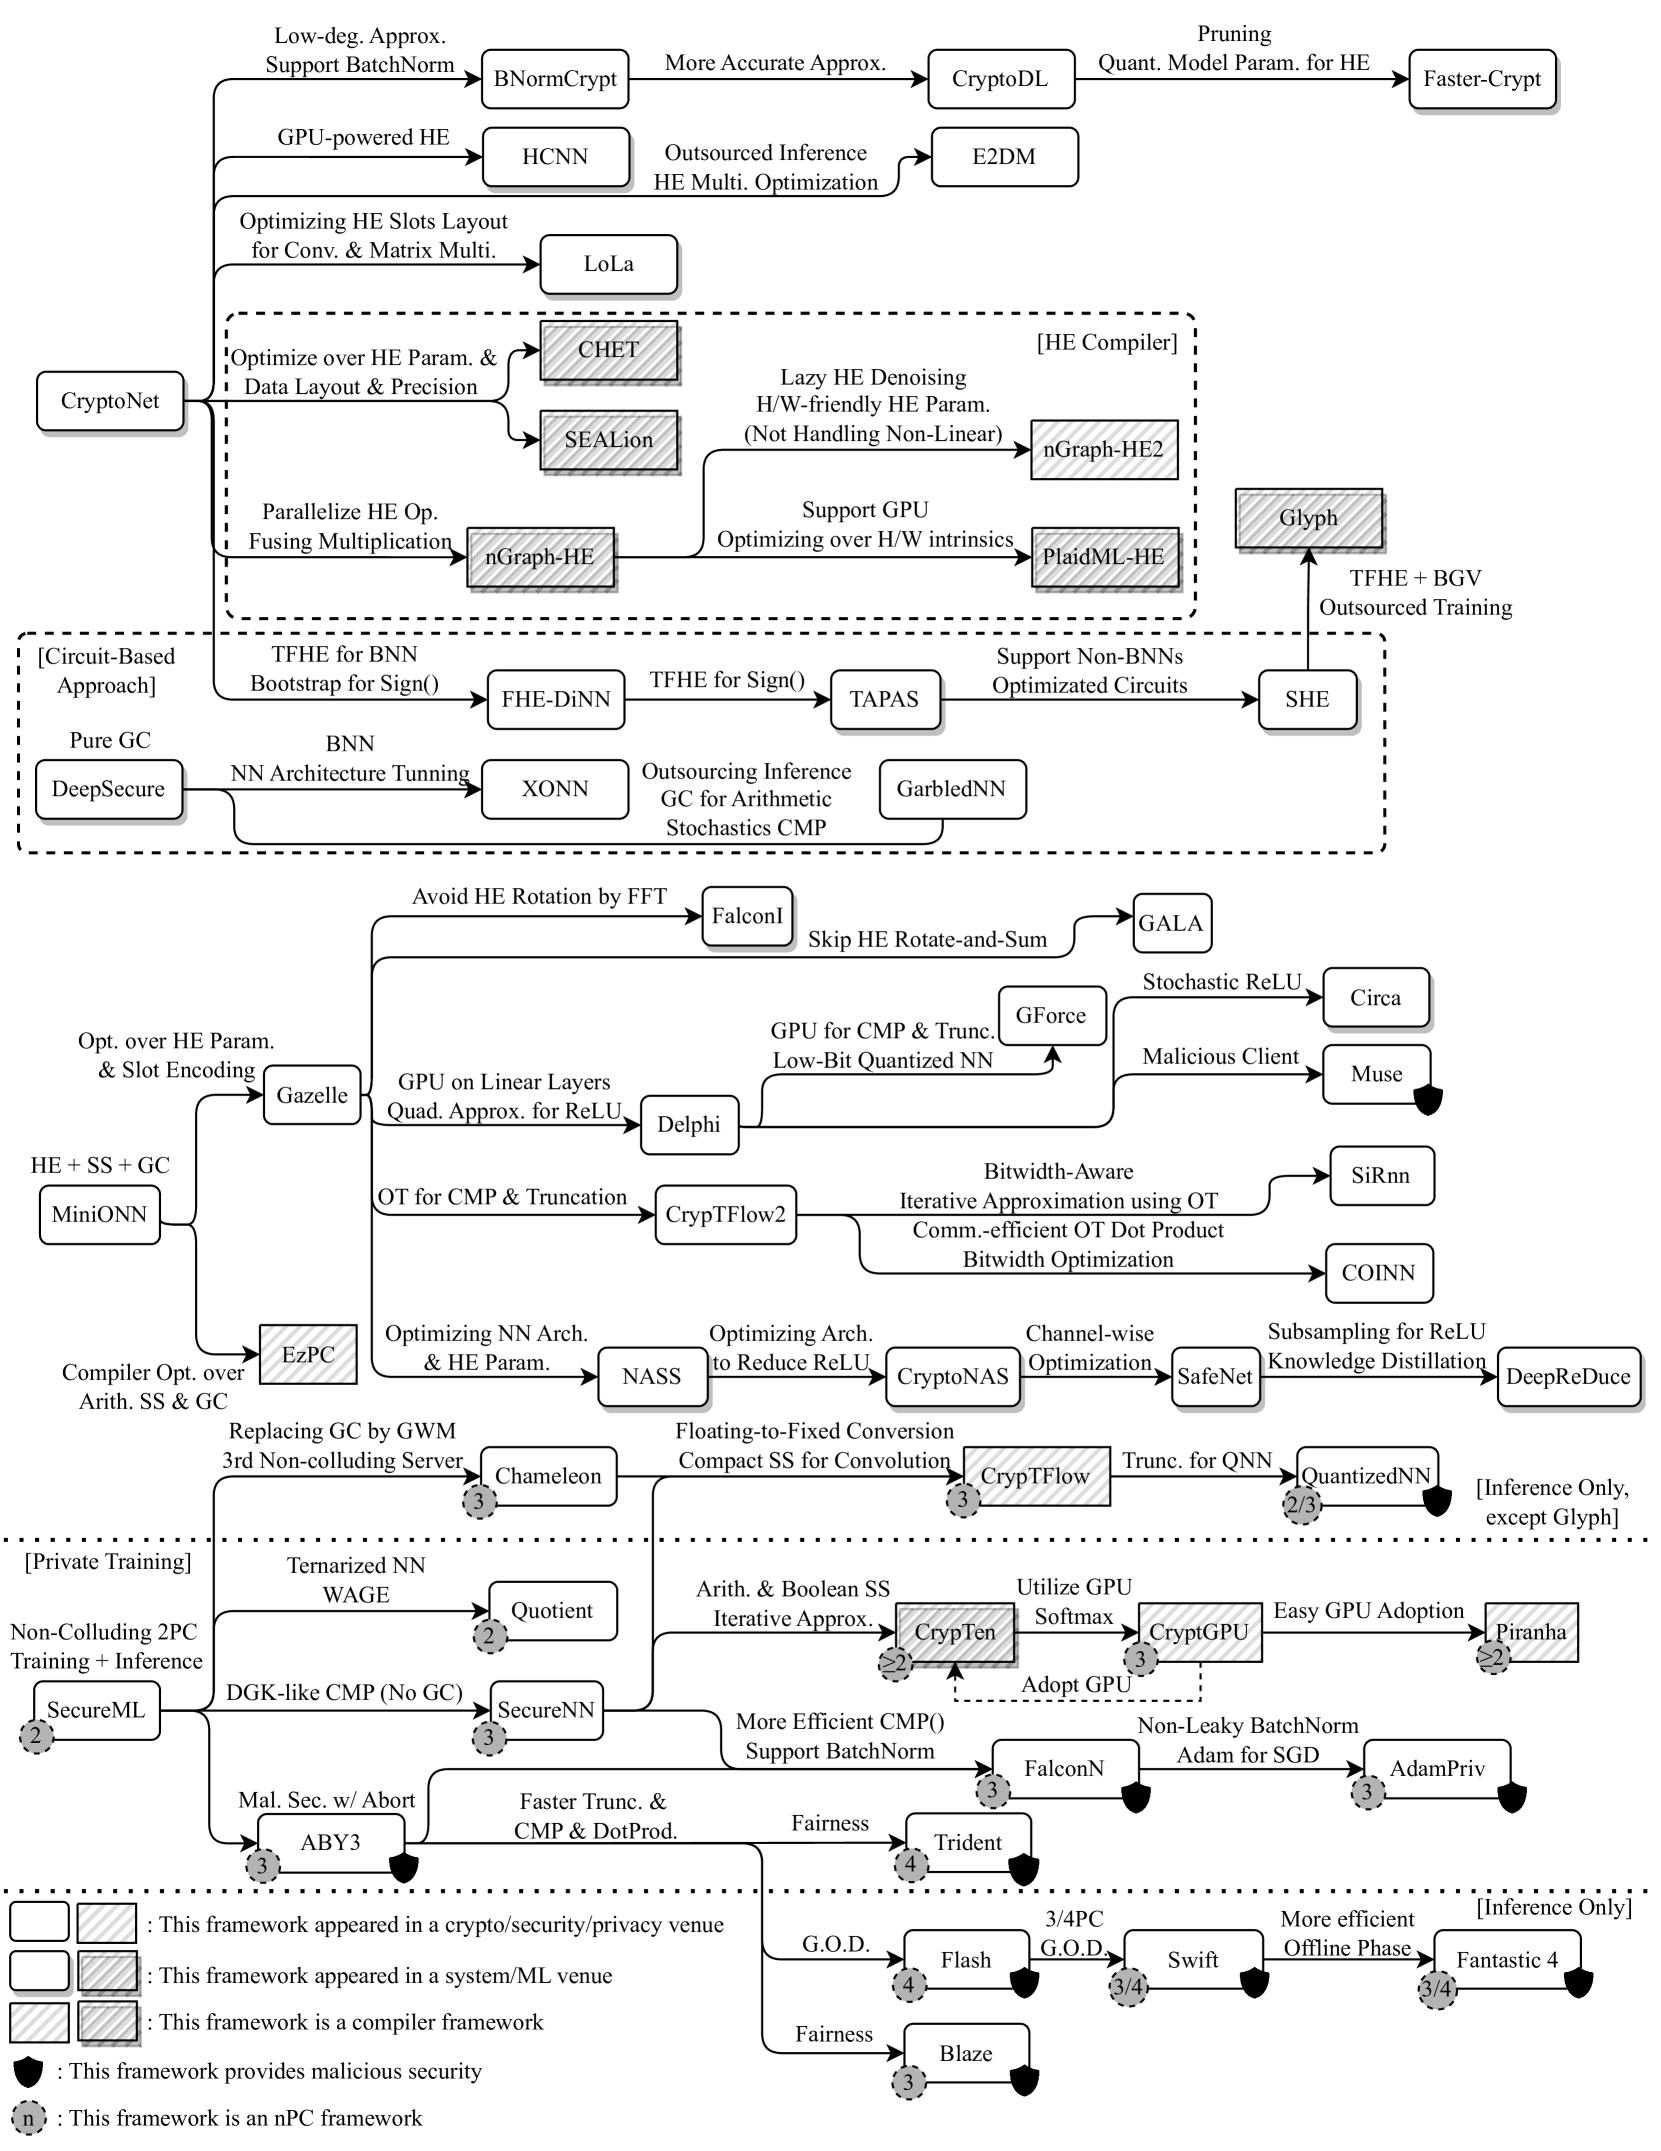 Low-deg. Approx.
Support BatchNorm
BNormCrypt
More Accurate Approx.
CryptoDL
Pruning
Quant. Model Param. for HE
Faster-Crypt
GPU-powered HE
HCNN
Outsourced Inference
HE Multi. Optimization
E2DM
Optimizing HE Slots Layout
for Conv. & Matrix Multi.
LoLa
CryptoNet
[HE Compiler]
Optimize over HE Param. &
Data Layout & Precision
CHET
SEALion
Lazy HE Denoising
H/W-friendly HE Param.
(Not Handling Non-Linear)
nGraph-HE2
Parallelize HE Op.
Fusing Multiplication
nGraph-HE
Support GPU
Optimizing over H/W intrinsics
PlaidML-HE
Glyph
TFHE + BGV
Outsourced Training
[Circuit-Based
Approach]
TFHE for BNN
Bootstrap for Sign()
FHE-DiNN
TFHE for Sign()
TAPAS
Support Non-BNNs
Optimizated Circuits
SHE
Pure GC
DeepSecure
BNN
NN Architecture Tunning
XONN
Outsourcing Inference
GC for Arithmetic
Stochastics CMP
GarbledNN
Avoid HE Rotation by FFT
FalconI
Skip HE Rotate-and-Sum
GALA
Opt. over HE Param.
& Slot Encoding
Gazelle
GPU on Linear Layers
Quad. Approx. for ReLU
Delphi
GPU for CMP & Trunc.
Low-Bit Quantized NN
GForce
Stochastic ReLU
Circa
Malicious Client
Muse
HE + SS + GC
MiniONN
OT for CMP & Truncation
CrypTFlow2
Bitwidth-Aware
Iterative Approximation using OT
SiRnn
Comm.-efficient OT Dot Product
Bitwidth Optimization
COINN
Compiler Opt. over
Arith. SS & GC
EzPC
Optimizing NN Arch.
& HE Param.
NASS
Optimizing Arch.
to Reduce ReLU
CryptoNAS
Channel-wise
Optimization
SafeNet
Subsampling for ReLU
Knowledge Distillation
DeepReDuce
Replacing GC by GWM
3rd Non-colluding Server
Chameleon
3
Floating-to-Fixed Conversion
Compact SS for Convolution
CrypTFlow
3
Trunc. for QNN
QuantizedNN
2/3
[Inference Only,
except Glyph]
[Private Training]
Ternarized NN
WAGE
Quotient
2
Arith. & Boolean SS
Iterative Approx.
CrypTen
≥2
Utilize GPU
Softmax
CryptGPU
3
Easy GPU Adoption
Piranha
≥2
Adopt GPU
Non-Colluding 2PC
Training + Inference
SecureML
2
DGK-like CMP (No GC)
SecureNN
3
More Efficient CMP()
Support BatchNorm
FalconN
3
Non-Leaky BatchNorm
Adam for SGD
AdamPriv
3
Mal. Sec. w/ Abort
ABY3
3
Faster Trunc. &
CMP & DotProd.
Fairness
Trident
4
[Inference Only]
G.O.D.
Flash
4
3/4PC
G.O.D.
Swift
3/4
More efficient
Offline Phase
Fantastic 4
3/4
Fairness
Blaze
3
: This framework appeared in a crypto/security/privacy venue
: This framework appeared in a system/ML venue
: This framework is a compiler framework
: This framework provides malicious security
n : This framework is an nPC framework